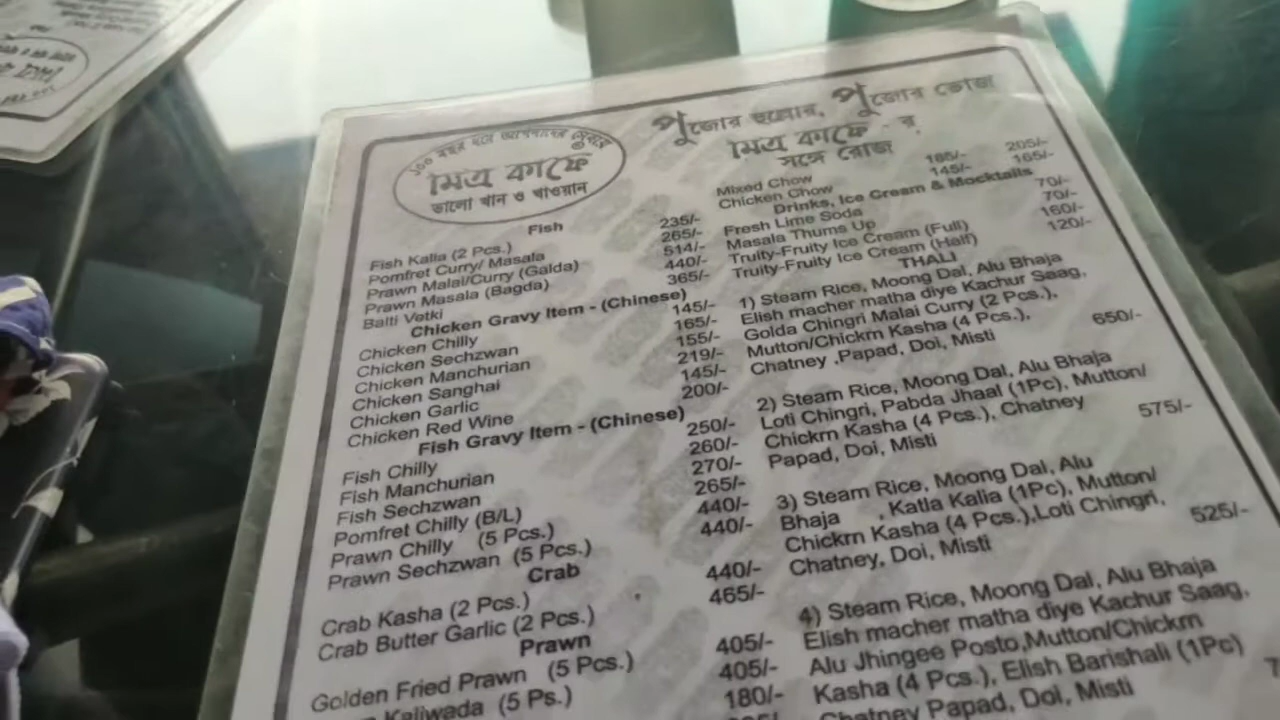 ১০০ বছর ধরে আপনাদের সেবায়
মিত্র কাফে
ভালো খান ও খাওয়ান
পুজোর হুল্লোর, পুজোর ভোজ
মিত্র কাফে - র
সঙ্গে রোজ
Fish
Fish Kalia (2 Pcs.) 235/-
Pomfret Curry/ Masala 265/-
Prawn Malai/Curry (Galda) 514/-
Prawn Masala (Bagda) 440/-
Balti Vetki 365/-
Chicken Gravy Item - (Chinese)
Chicken Chilly 145/-
Chicken Sechzwan 165/-
Chicken Manchurian 155/-
Chicken Sanghai 219/-
Chicken Garlic 145/-
Chicken Red Wine 200/-
Fish Gravy Item - (Chinese)
Fish Chilly 250/-
Fish Manchurian 260/-
Fish Sechzwan 270/-
Pomfret Chilly (B/L) 265/-
Prawn Chilly (5 Pcs.) 440/-
Prawn Sechzwan (5 Pcs.) 440/-
Crab
Crab Kasha (2 Pcs.) 440/-
Crab Butter Garlic (2 Pcs.) 465/-
Prawn
Golden Fried Prawn (5 Pcs.) 405/-
Kaliwada (5 Ps.) 405/-
180/-
Mixed Chow 185/- 205/-
Chicken Chow 145/- 165/-
Drinks, Ice Cream & Mocktails
Fresh Lime Soda 70/-
Masala Thums Up 70/-
Truity-Fruity Ice Cream (Full) 160/-
Truity-Fruity Ice Cream (Half) 120/-
THALI
1) Steam Rice, Moong Dal, Alu Bhaja
Elish macher matha diye Kachur Saag,
Golda Chingri Malai Curry (2 Pcs.),
Mutton/Chickrn Kasha (4 Pcs.), 650/-
Chatney ,Papad, Doi, Misti
2) Steam Rice, Moong Dal, Alu Bhaja
Loti Chingri, Pabda Jhaal (1Pc), Mutton/
Chickrn Kasha (4 Pcs.), Chatney 575/-
Papad, Doi, Misti
3) Steam Rice, Moong Dal, Alu
Bhaja , Katla Kalia (1Pc), Mutton/
Chickrn Kasha (4 Pcs.),Loti Chingri, 525/-
Chatney, Doi, Misti
4) Steam Rice, Moong Dal, Alu Bhaja
Elish macher matha diye Kachur Saag,
Alu Jhingee Posto,Mutton/Chickrn
Kasha (4 Pcs.), Elish Barishali (1Pc)
Chatney Papad, Doi, Misti